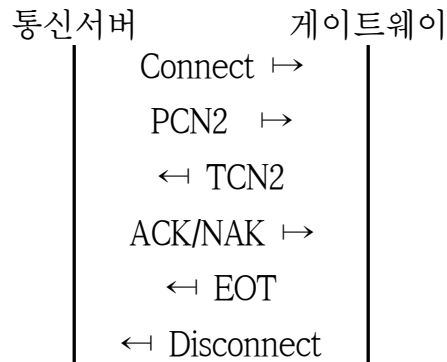 통신서버 게이트웨이
Connect ↦
PCN2 ↦
↤ TCN2
ACK/NAK ↦
↤ EOT
↤ Disconnect